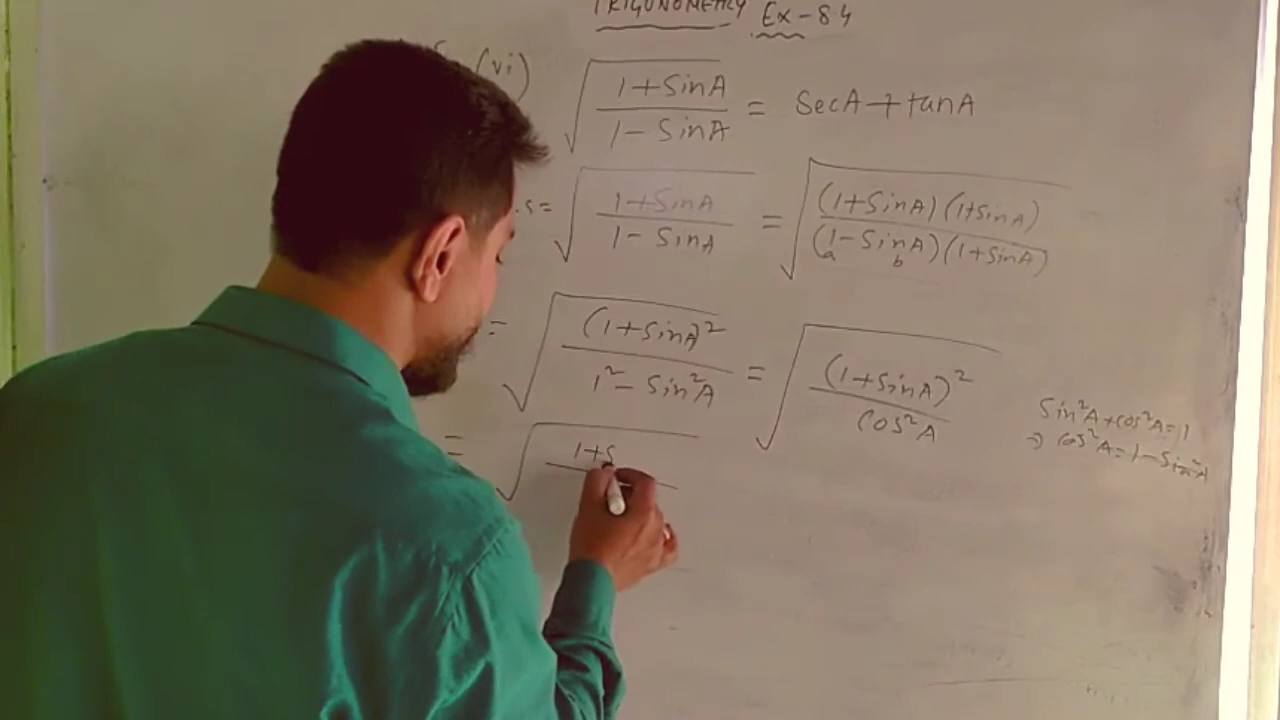 TRIGONOMETRY Ex-8.4
(vi) √((1+SinA)/(1-SinA)) = SecA+tanA
.S= √((1+SinA)/(1-SinA)) = √((1+SinA)(1+SinA)/(1-SinA)(1+SinA))
a b
= √((1+SinA)²/(1²-Sin²A)) = √((1+SinA)²/Cos²A)
Sin²A+Cos²A=1
⇒ Cos²A=1-Sin²A
= √(1+S